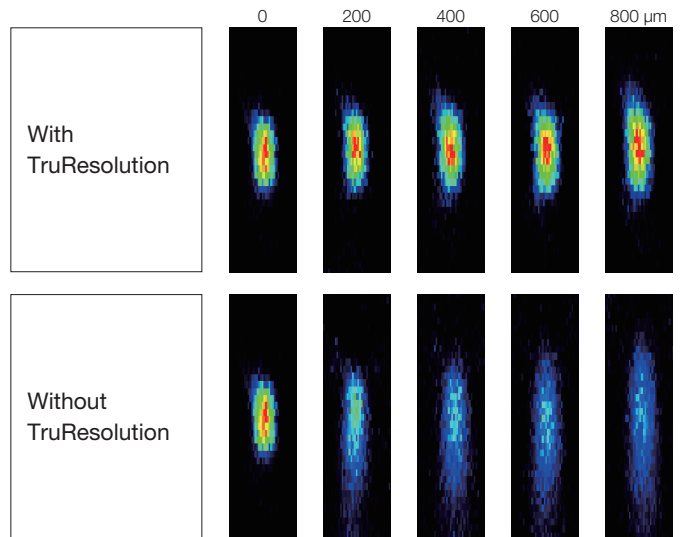 0 200 400 600 800 µm
With
TruResolution
Without
TruResolution